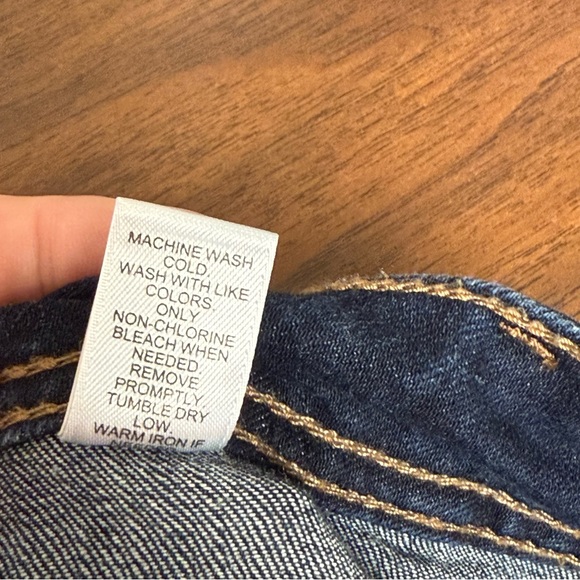 MACHINE WASH
COLD.
WASH WITH LIKE
COLORS.
ONLY
NON-CHLORINE
BLEACH WHEN
NEEDED
REMOVE
PROMPTLY.
TUMBLE DRY
LOW.
WARM IRON IF